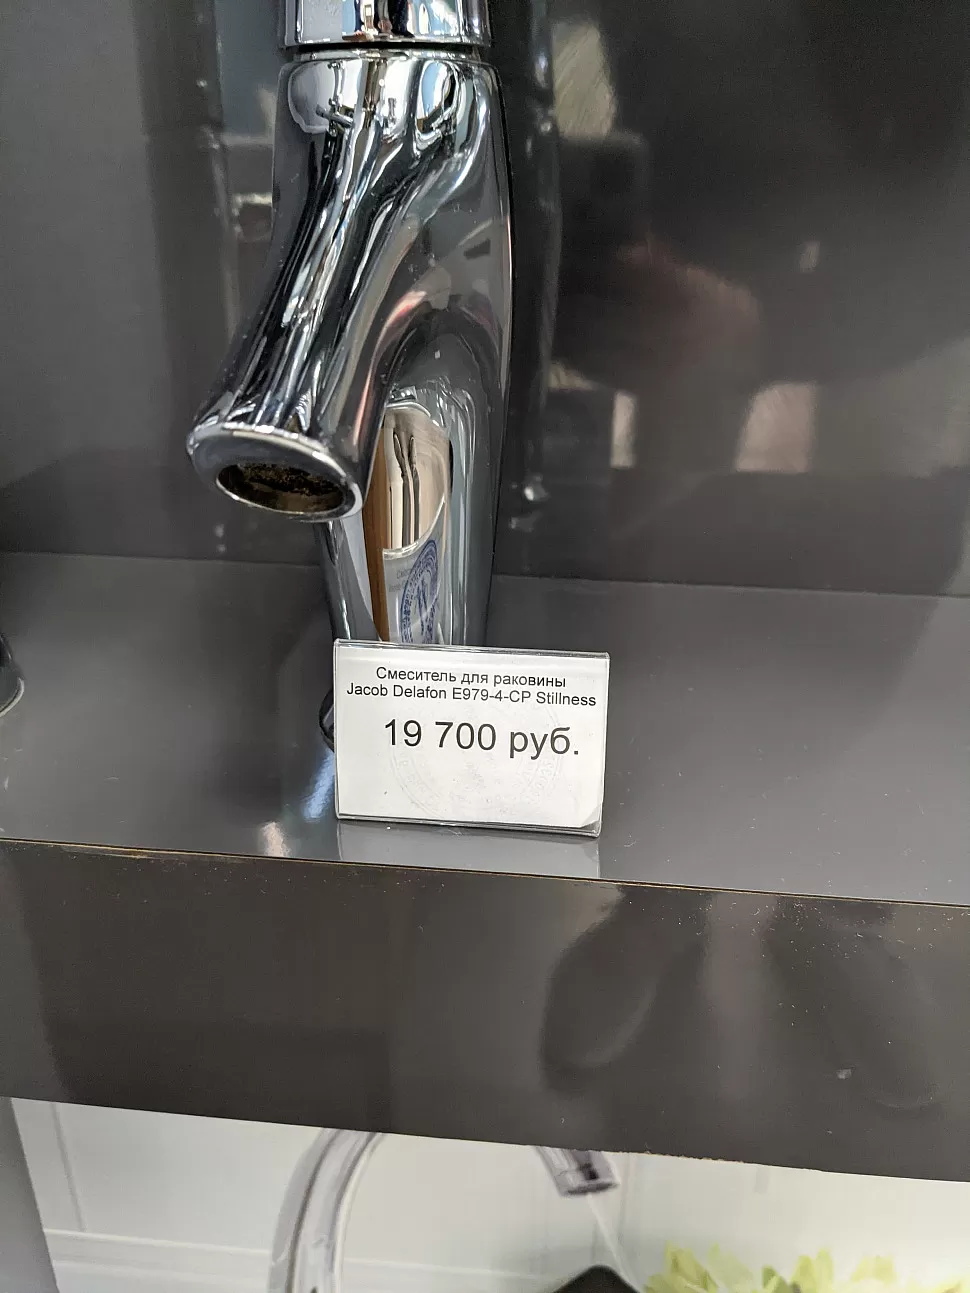 Смеситель для раковины
Jacob Delafon E979-4-CP Stillness
19 700 руб.